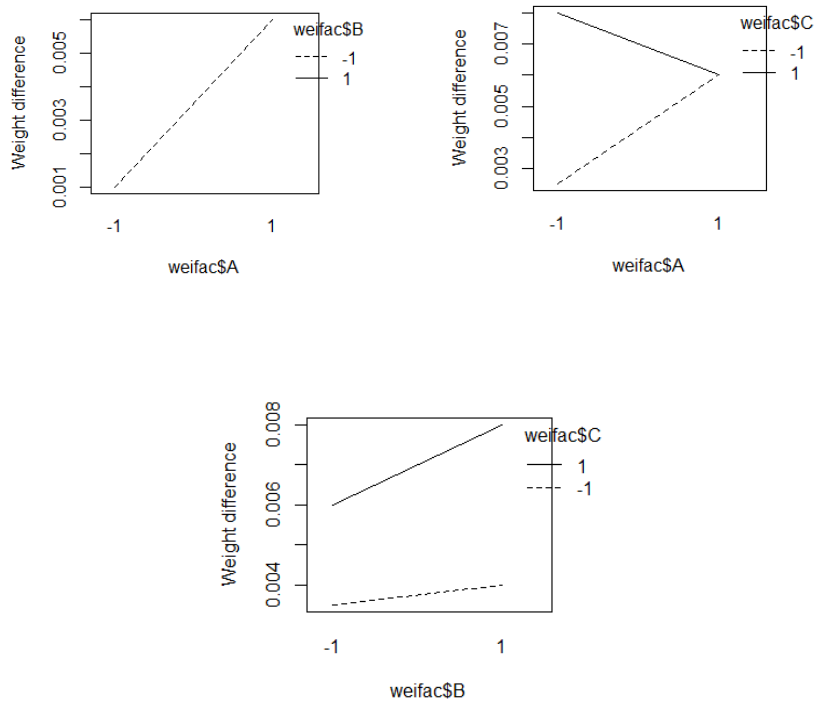 Weight difference
0.001
0.003
0.005
-1
1
weifac$A
weifac$B
-1
1
Weight difference
0.003
0.005
0.007
-1
1
weifac$A
weifac$C
-1
1
Weight difference
0.004
0.006
0.008
-1
1
weifac$B
weifac$C
1
-1